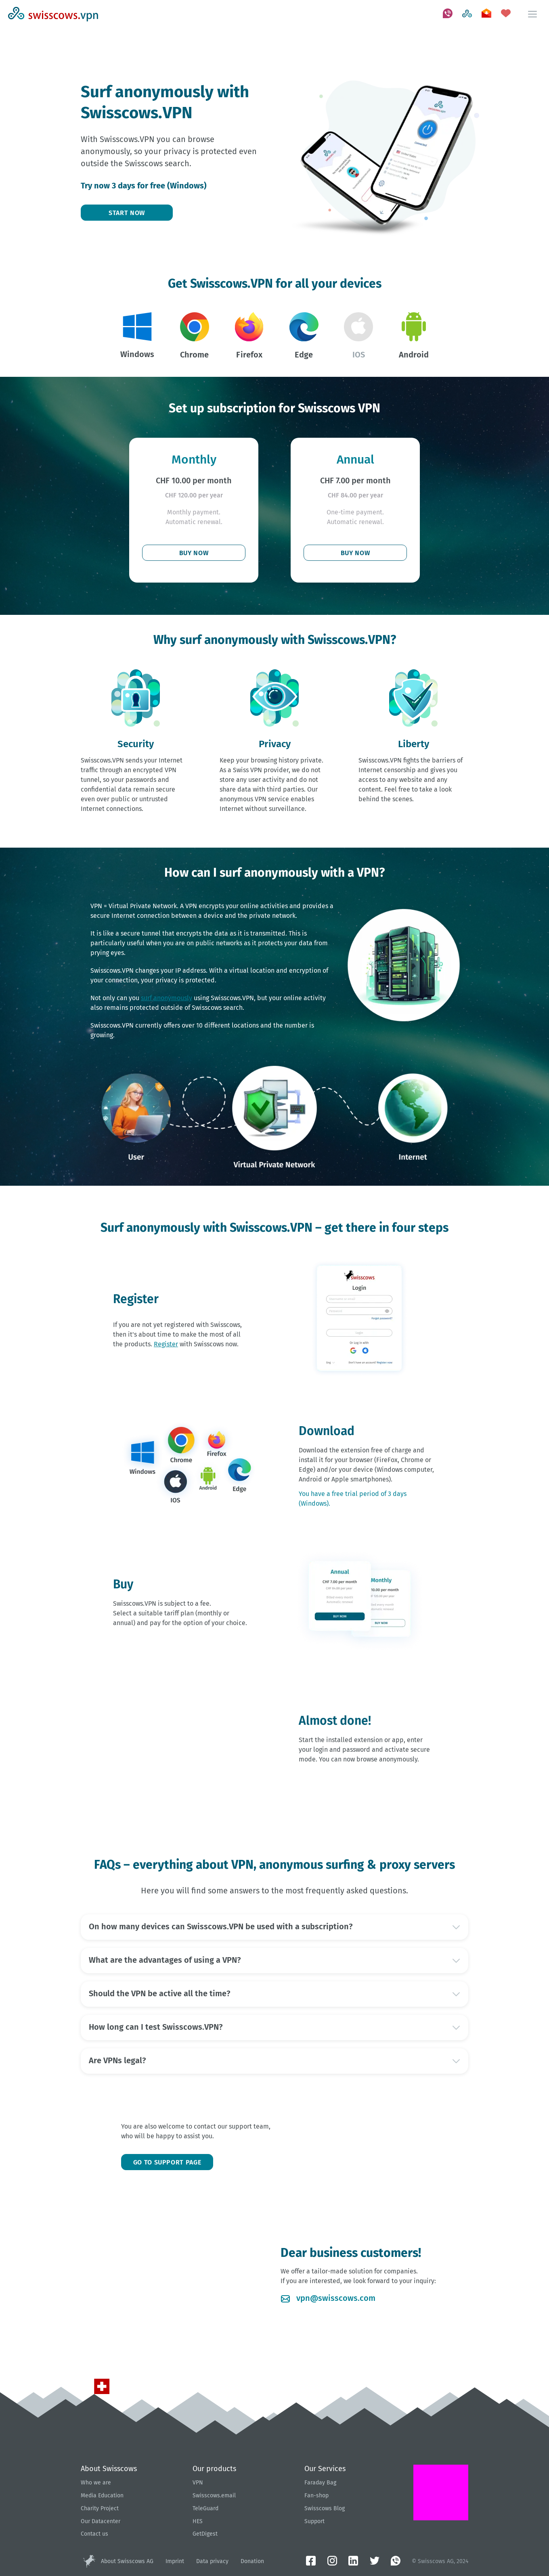 swisscows.vpn
Surf anonymously with
Swisscows.VPN
With Swisscows.VPN you can browse
anonymously, so your privacy is protected even
outside the Swisscows search.
Try now 3 days for free (Windows)
START NOW
Get Swisscows.VPN for all your devices
Windows
Chrome
Firefox
Edge
IOS
Android
Set up subscription for Swisscows VPN
Monthly
CHF 10.00 per month
CHF 120.00 per year
Monthly payment.
Automatic renewal.
BUY NOW
Annual
CHF 7.00 per month
CHF 84.00 per year
One-time payment.
Automatic renewal.
BUY NOW
Why surf anonymously with Swisscows.VPN?
Security
Swisscows.VPN sends your Internet
traffic through an encrypted VPN
tunnel, so your passwords and
confidential data remain secure
even over public or untrusted
Internet connections.
Privacy
Keep your browsing history private.
As a Swiss VPN provider, we do not
store any user activity and do not
share data with third parties. Our
anonymous VPN service enables
Internet without surveillance.
Liberty
Swisscows.VPN fights the barriers of
Internet censorship and gives you
access to any website and any
content. Feel free to take a look
behind the scenes.
How can I surf anonymously with a VPN?
VPN = Virtual Private Network. A VPN encrypts your online activities and provides a
secure Internet connection between a device and the private network.
It is like a secure tunnel that encrypts the data as it is transmitted. This is
particularly useful when you are on public networks as it protects your data from
prying eyes.
Swisscows.VPN changes your IP address. With a virtual location and encryption of
your connection, your privacy is protected.
Not only can you surf anonymously using Swisscows.VPN, but your online activity
also remains protected outside of Swisscows search.
Swisscows.VPN currently offers over 10 different locations and the number is
growing.
User
Virtual Private Network
Internet
Surf anonymously with Swisscows.VPN – get there in four steps
Register
If you are not yet registered with Swisscows,
then it's about time to make the most of all
the products. Register with Swisscows now.
swisscows
Login
Forgot password?
Login
Or Log in with
Don't have an account? Register now
Windows
Chrome
Firefox
IOS
Android
Edge
Download
Download the extension free of charge and
install it for your browser (FireFox, Chrome or
Edge) and/or your device (Windows computer,
Android or Apple smartphones).
You have a free trial period of 3 days
(Windows).
Buy
Swisscows.VPN is subject to a fee.
Select a suitable tariff plan (monthly or
annual) and pay for the option of your choice.
Annual
CHF 7.00 per month
BUY NOW
Monthly
BUY NOW
Almost done!
Start the installed extension or app, enter
your login and password and activate secure
mode. You can now browse anonymously.
FAQs – everything about VPN, anonymous surfing & proxy servers
Here you will find some answers to the most frequently asked questions.
On how many devices can Swisscows.VPN be used with a subscription?
What are the advantages of using a VPN?
Should the VPN be active all the time?
How long can I test Swisscows.VPN?
Are VPNs legal?
You are also welcome to contact our support team,
who will be happy to assist you.
GO TO SUPPORT PAGE
Dear business customers!
We offer a tailor-made solution for companies.
If you are interested, we look forward to your inquiry:
vpn@swisscows.com
About Swisscows
Who we are
Media Education
Charity Project
Our Datacenter
Contact us
Our products
VPN
Swisscows.email
TeleGuard
HES
GetDigest
Our Services
Faraday Bag
Fan-shop
Swisscows Blog
Support
About Swisscows AG
Imprint
Data privacy
Donation
© Swisscows AG, 2024